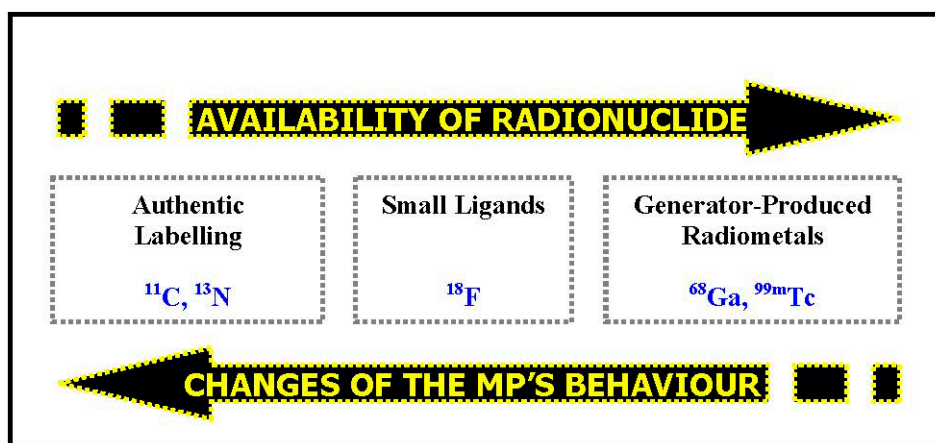 AVAILABILITY OF RADIONUCLIDE
Authentic
Labelling
¹¹C, ¹³N
Small Ligands
¹⁸F
Generator-Produced
Radiometals
⁶⁸Ga, ⁹⁹ᵐTc
CHANGES OF THE MP'S BEHAVIOUR